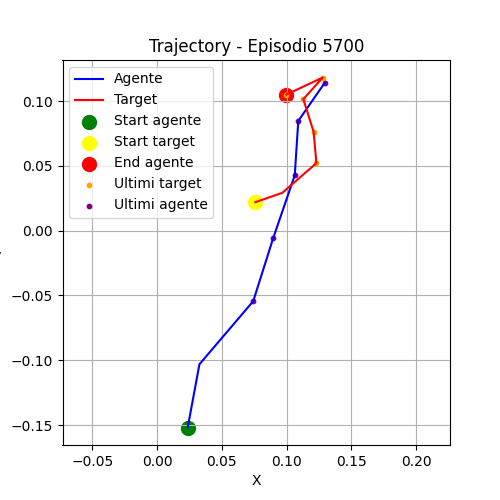 Trajectory - Episodio 5700
Agente
Target
Start agente
Start target
End agente
Ultimi target
Ultimi agente
0.10
0.05
0.00
−0.05
−0.10
−0.15
−0.05
0.00
0.05
0.10
0.15
0.20
X